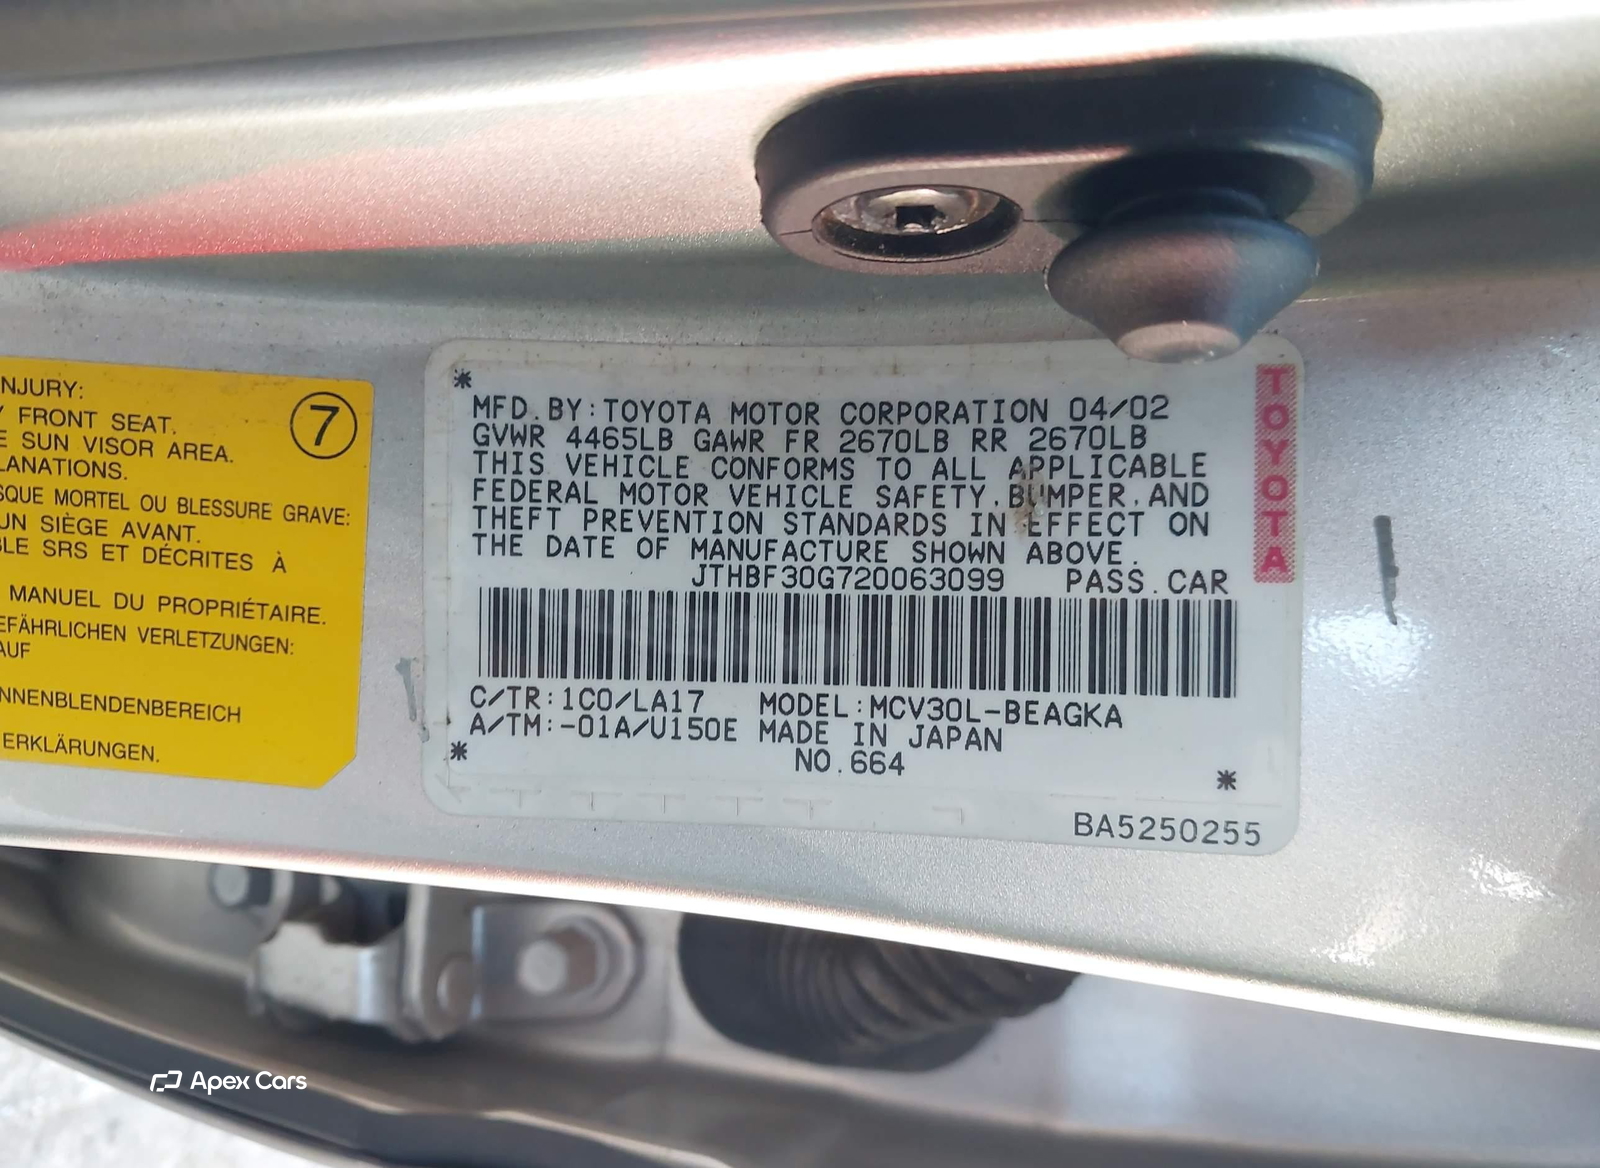 NJURY:
Y FRONT SEAT.
E SUN VISOR AREA.
LANATIONS.
SQUE MORTEL OU BLESSURE GRAVE:
UN SIÈGE AVANT.
BLE SRS ET DÉCRITES À
MANUEL DU PROPRIÉTAIRE.
EFÄHRLICHEN VERLETZUNGEN:
AUF
NNENBLENDENBEREICH
ERKLÄRUNGEN.
7
MFD.BY:TOYOTA MOTOR CORPORATION 04/02
GVWR 4465LB GAWR FR 2670LB RR 2670LB
THIS VEHICLE CONFORMS TO ALL APPLICABLE
FEDERAL MOTOR VEHICLE SAFETY,BUMPER,AND
THEFT PREVENTION STANDARDS IN EFFECT ON
THE DATE OF MANUFACTURE SHOWN ABOVE.
JTHBF30G720063099 PASS.CAR
C/TR:1C0/LA17 MODEL:MCV30L-BEAGKA
A/TM:-01A/U150E MADE IN JAPAN
NO.664
BA5250255
TOYOTA
Apex Cars